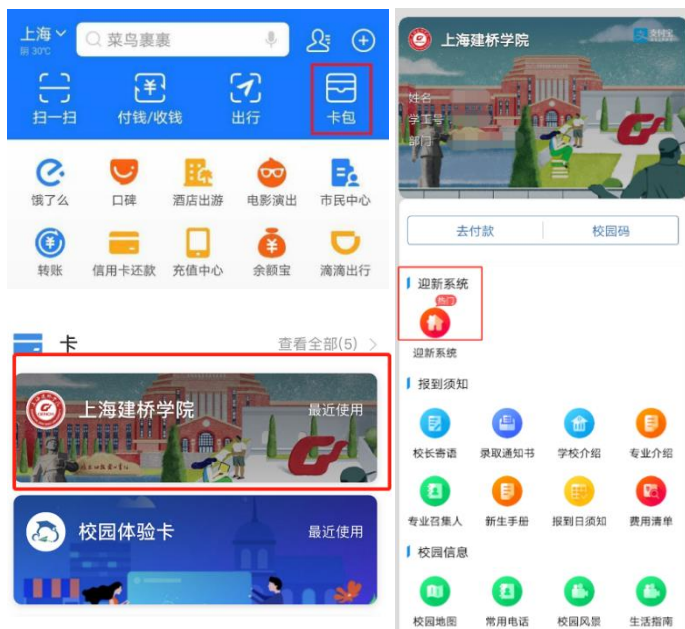 上海
阴 30℃
菜鸟裹裹
扫一扫
付钱/收钱
出行
卡包
饿了么
口碑
酒店出游
电影演出
市民中心
转账
信用卡还款
充值中心
余额宝
滴滴出行
卡
查看全部(5)
上海建桥学院
最近使用
校园体验卡
最近使用
上海建桥学院
支付宝
姓名
学工号
部门
去付款
校园码
迎新系统
热门
迎新系统
报到须知
校长寄语
录取通知书
学校介绍
专业介绍
专业召集人
新生手册
报到日须知
费用清单
校园信息
校园地图
常用电话
校园风景
生活指南